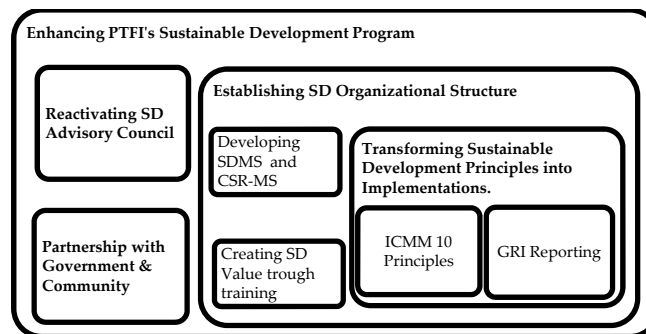 Enhancing PTFI's Sustainable Development Program
Reactivating SD
Advisory Council
Partnership with
Government &
Community
Establishing SD Organizational Structure
Developing
SDMS and
CSR-MS
Creating SD
Value trough
training
Transforming Sustainable
Development Principles into
Implementations.
ICMM 10
Principles
GRI Reporting